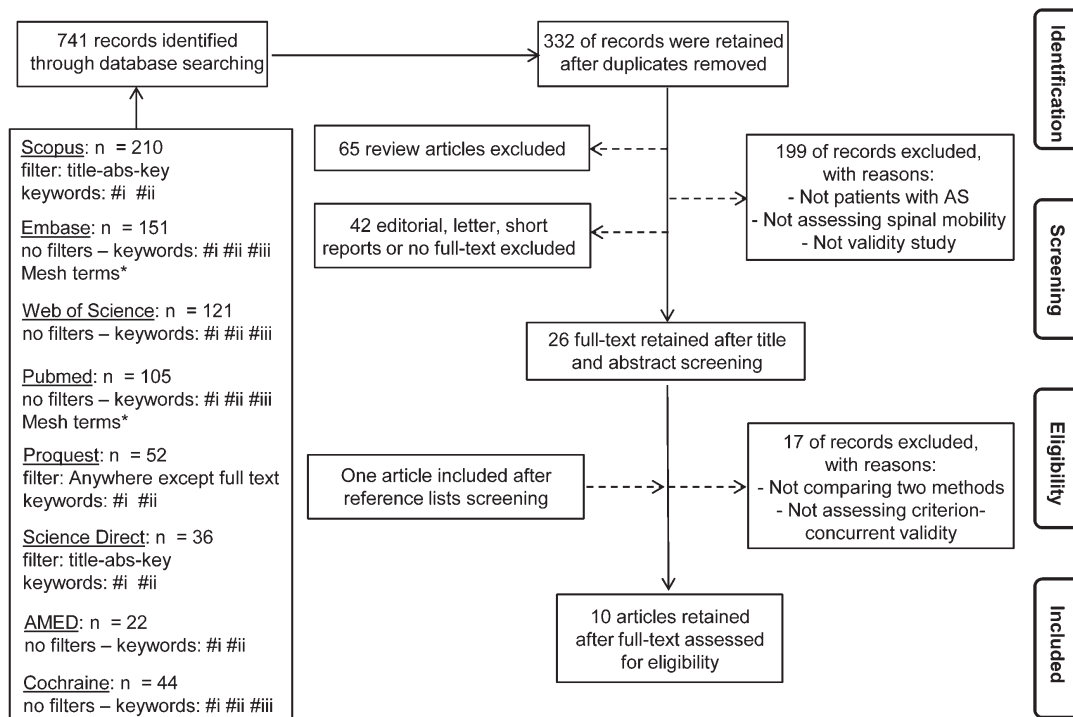 741 records identified
through database searching
332 of records were retained
after duplicates removed
Identification
Scopus: n = 210
filter: title-abs-key
keywords: #i #ii
Embase: n = 151
no filters – keywords: #i #ii #iii
Mesh terms*
Web of Science: n = 121
no filters – keywords: #i #ii #iii
Pubmed: n = 105
no filters – keywords: #i #ii #iii
Mesh terms*
Proquest: n = 52
filter: Anywhere except full text
keywords: #i #ii
Science Direct: n = 36
filter: title-abs-key
keywords: #i #ii
AMED: n = 22
no filters – keywords: #i #ii
Cochraine: n = 44
no filters – keywords: #i #ii #iii
65 review articles excluded
199 of records excluded,
with reasons:
- Not patients with AS
- Not assessing spinal mobility
- Not validity study
42 editorial, letter, short
reports or no full-text excluded
Screening
26 full-text retained after title
and abstract screening
One article included after
reference lists screening
17 of records excluded,
with reasons:
- Not comparing two methods
- Not assessing criterion-
concurrent validity
Eligibility
10 articles retained
after full-text assessed
for eligibility
Included